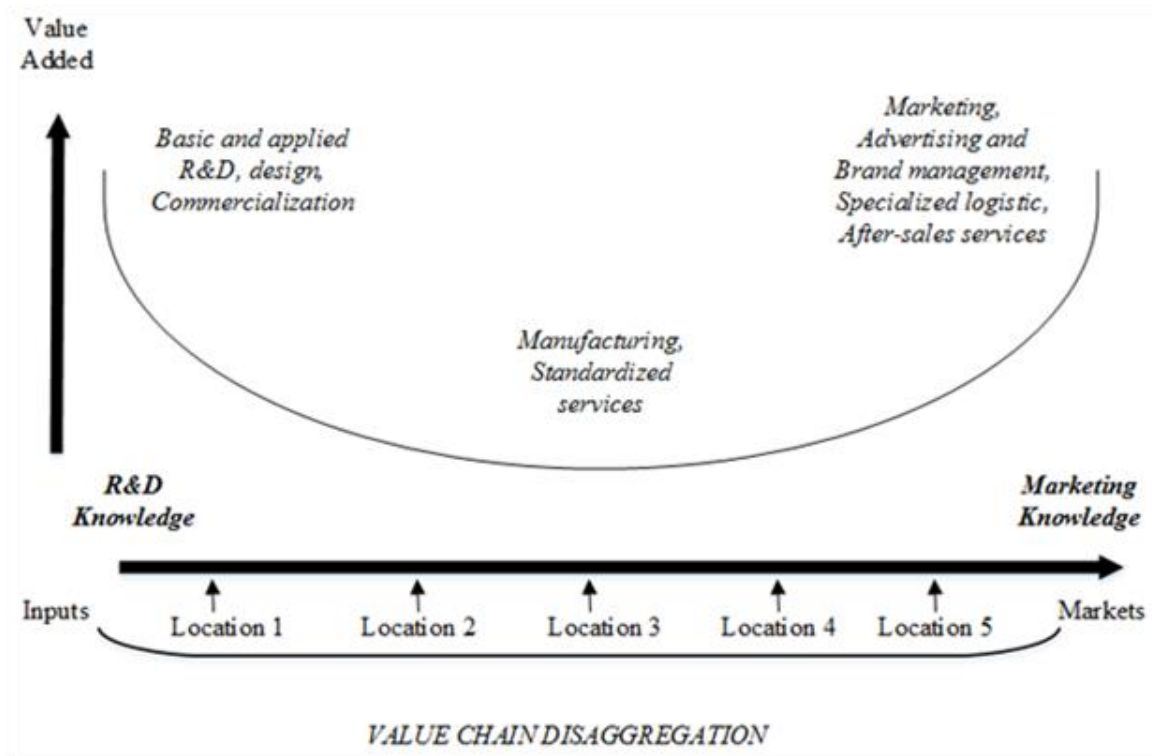 Value
Added
Basic and applied
R&D, design,
Commercialization
Marketing,
Advertising and
Brand management,
Specialized logistic,
After-sales services
Manufacturing,
Standardized
services
R&D
Knowledge
Marketing
Knowledge
Inputs
Location 1
Location 2
Location 3
Location 4
Location 5
Markets
VALUE CHAIN DISAGGREGATION